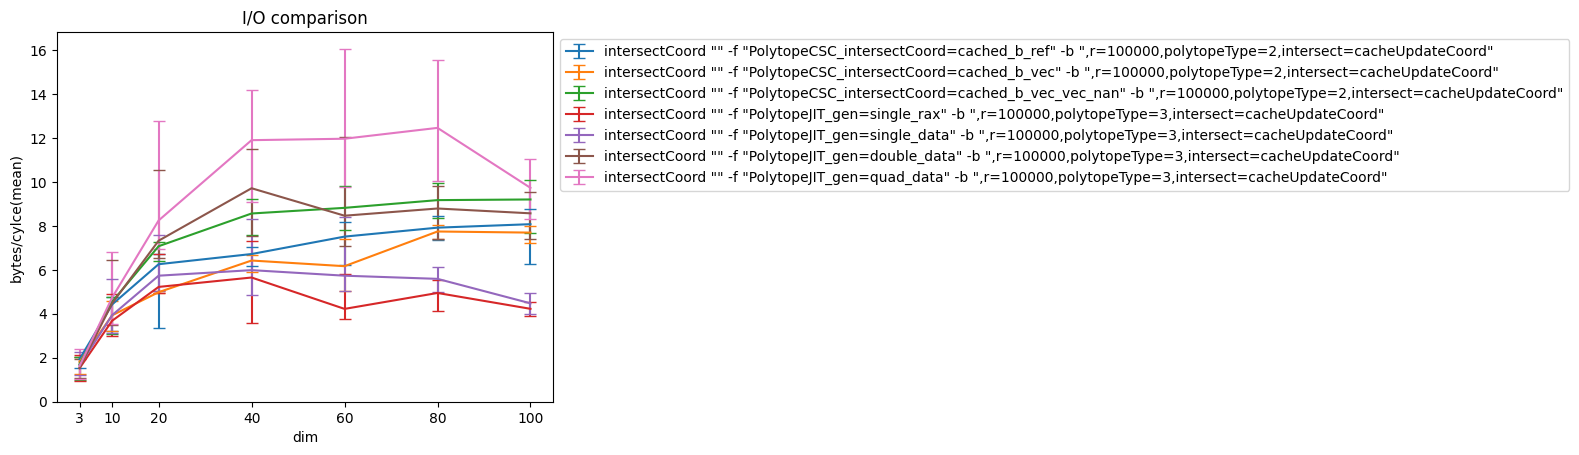 I/O comparison
bytes/cylce(mean)
16
14
12
10
8
6
4
2
0
3 10 20 40 60 80 100
dim
intersectCoord "" -f "PolytopeCSC_intersectCoord=cached_b_ref" -b ",r=100000,polytopeType=2,intersect=cacheUpdateCoord"
intersectCoord "" -f "PolytopeCSC_intersectCoord=cached_b_vec" -b ",r=100000,polytopeType=2,intersect=cacheUpdateCoord"
intersectCoord "" -f "PolytopeCSC_intersectCoord=cached_b_vec_vec_nan" -b ",r=100000,polytopeType=2,intersect=cacheUpdateCoord"
intersectCoord "" -f "PolytopeJIT_gen=single_rax" -b ",r=100000,polytopeType=3,intersect=cacheUpdateCoord"
intersectCoord "" -f "PolytopeJIT_gen=single_data" -b ",r=100000,polytopeType=3,intersect=cacheUpdateCoord"
intersectCoord "" -f "PolytopeJIT_gen=double_data" -b ",r=100000,polytopeType=3,intersect=cacheUpdateCoord"
intersectCoord "" -f "PolytopeJIT_gen=quad_data" -b ",r=100000,polytopeType=3,intersect=cacheUpdateCoord"